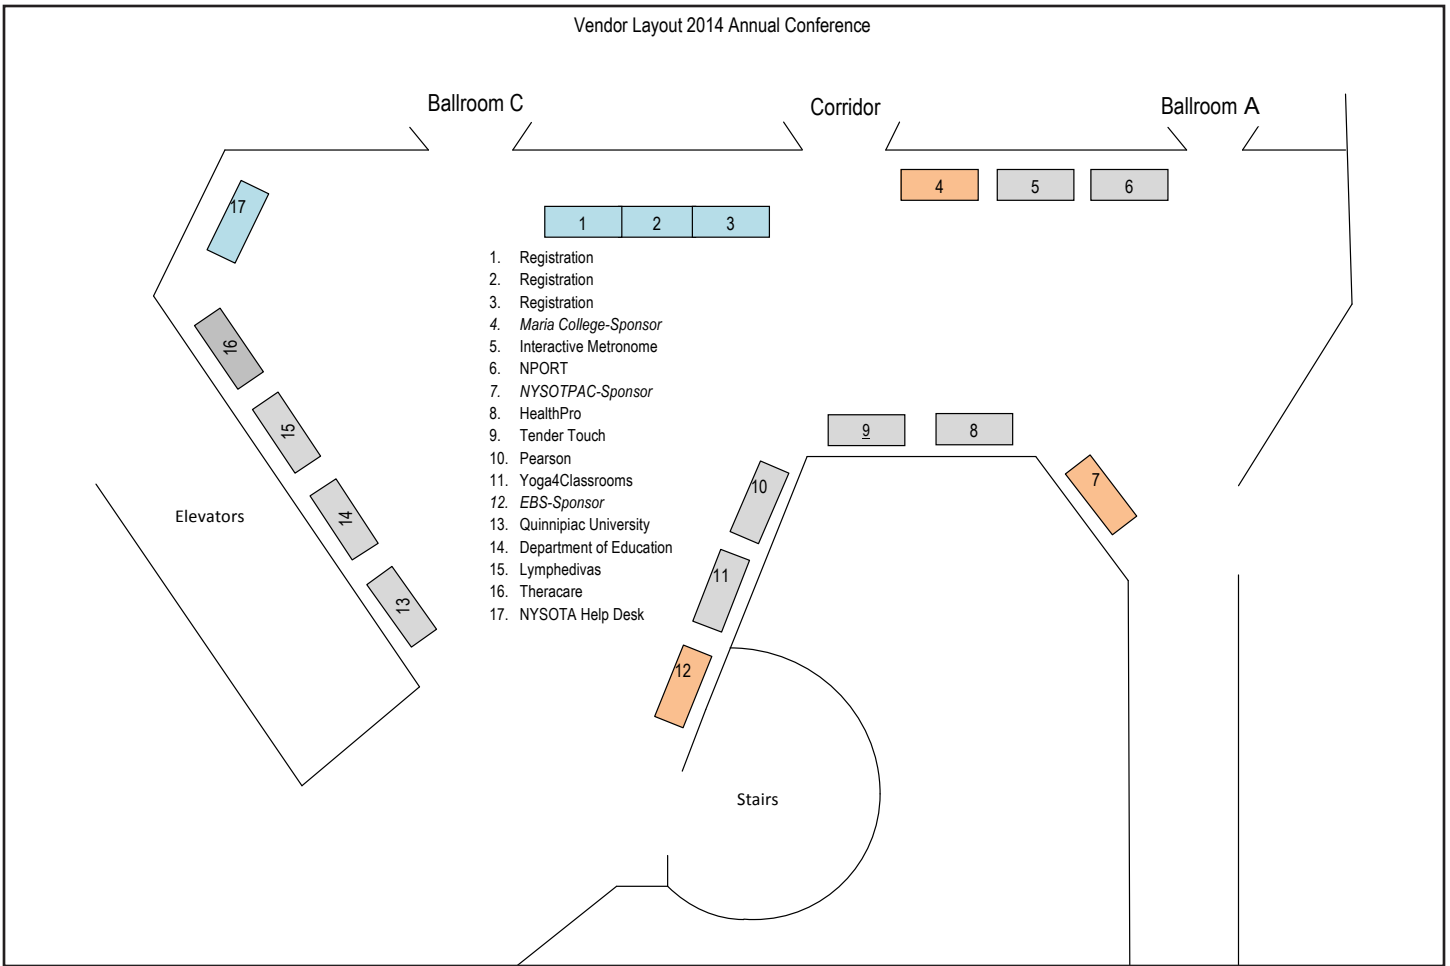 Vendor Layout 2014 Annual Conference
Ballroom C
Corridor
Ballroom A
17
1 2 3
4 5 6
1. Registration
2. Registration
3. Registration
4. Maria College-Sponsor
5. Interactive Metronome
6. NPORT
7. NYSOTPAC-Sponsor
8. HealthPro
9. Tender Touch
10. Pearson
11. Yoga4Classrooms
12. EBS-Sponsor
13. Quinnipiac University
14. Department of Education
15. Lymphedivas
16. Theracare
17. NYSOTA Help Desk
16
15
14
13
Elevators
9
8
7
10
11
12
Stairs